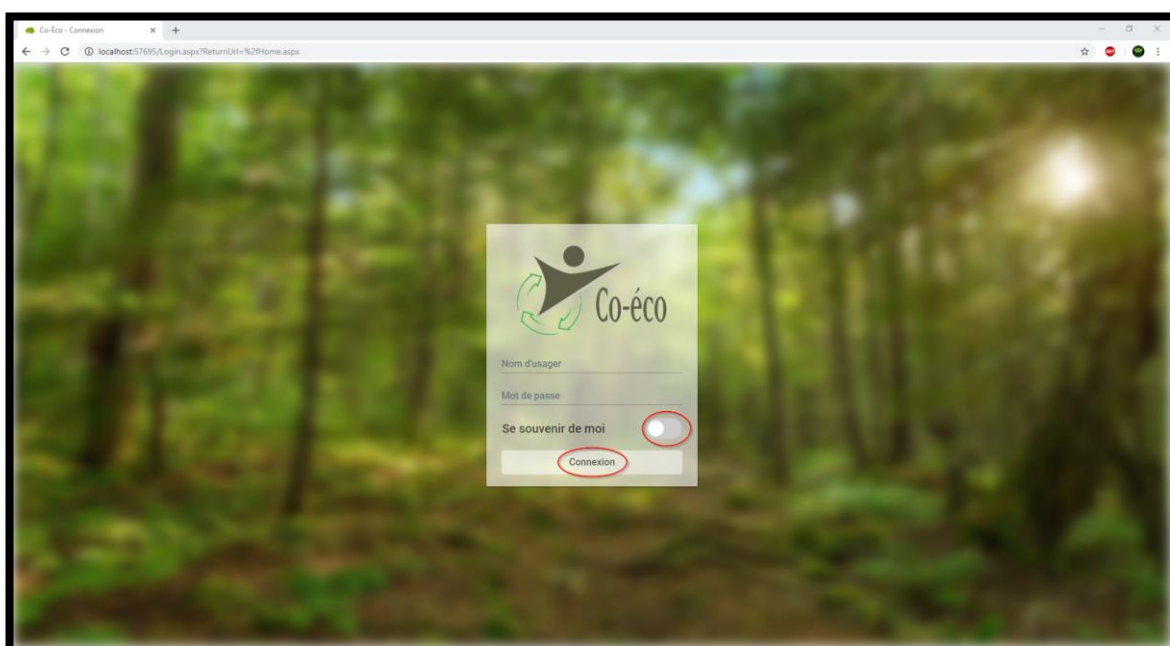 Co-Éco - Connexion
localhost:57695/Login.aspx?ReturnUrl=%2fHome.aspx
ABP
Co-éco
Nom d'usager
Mot de passe
Se souvenir de moi
Connexion